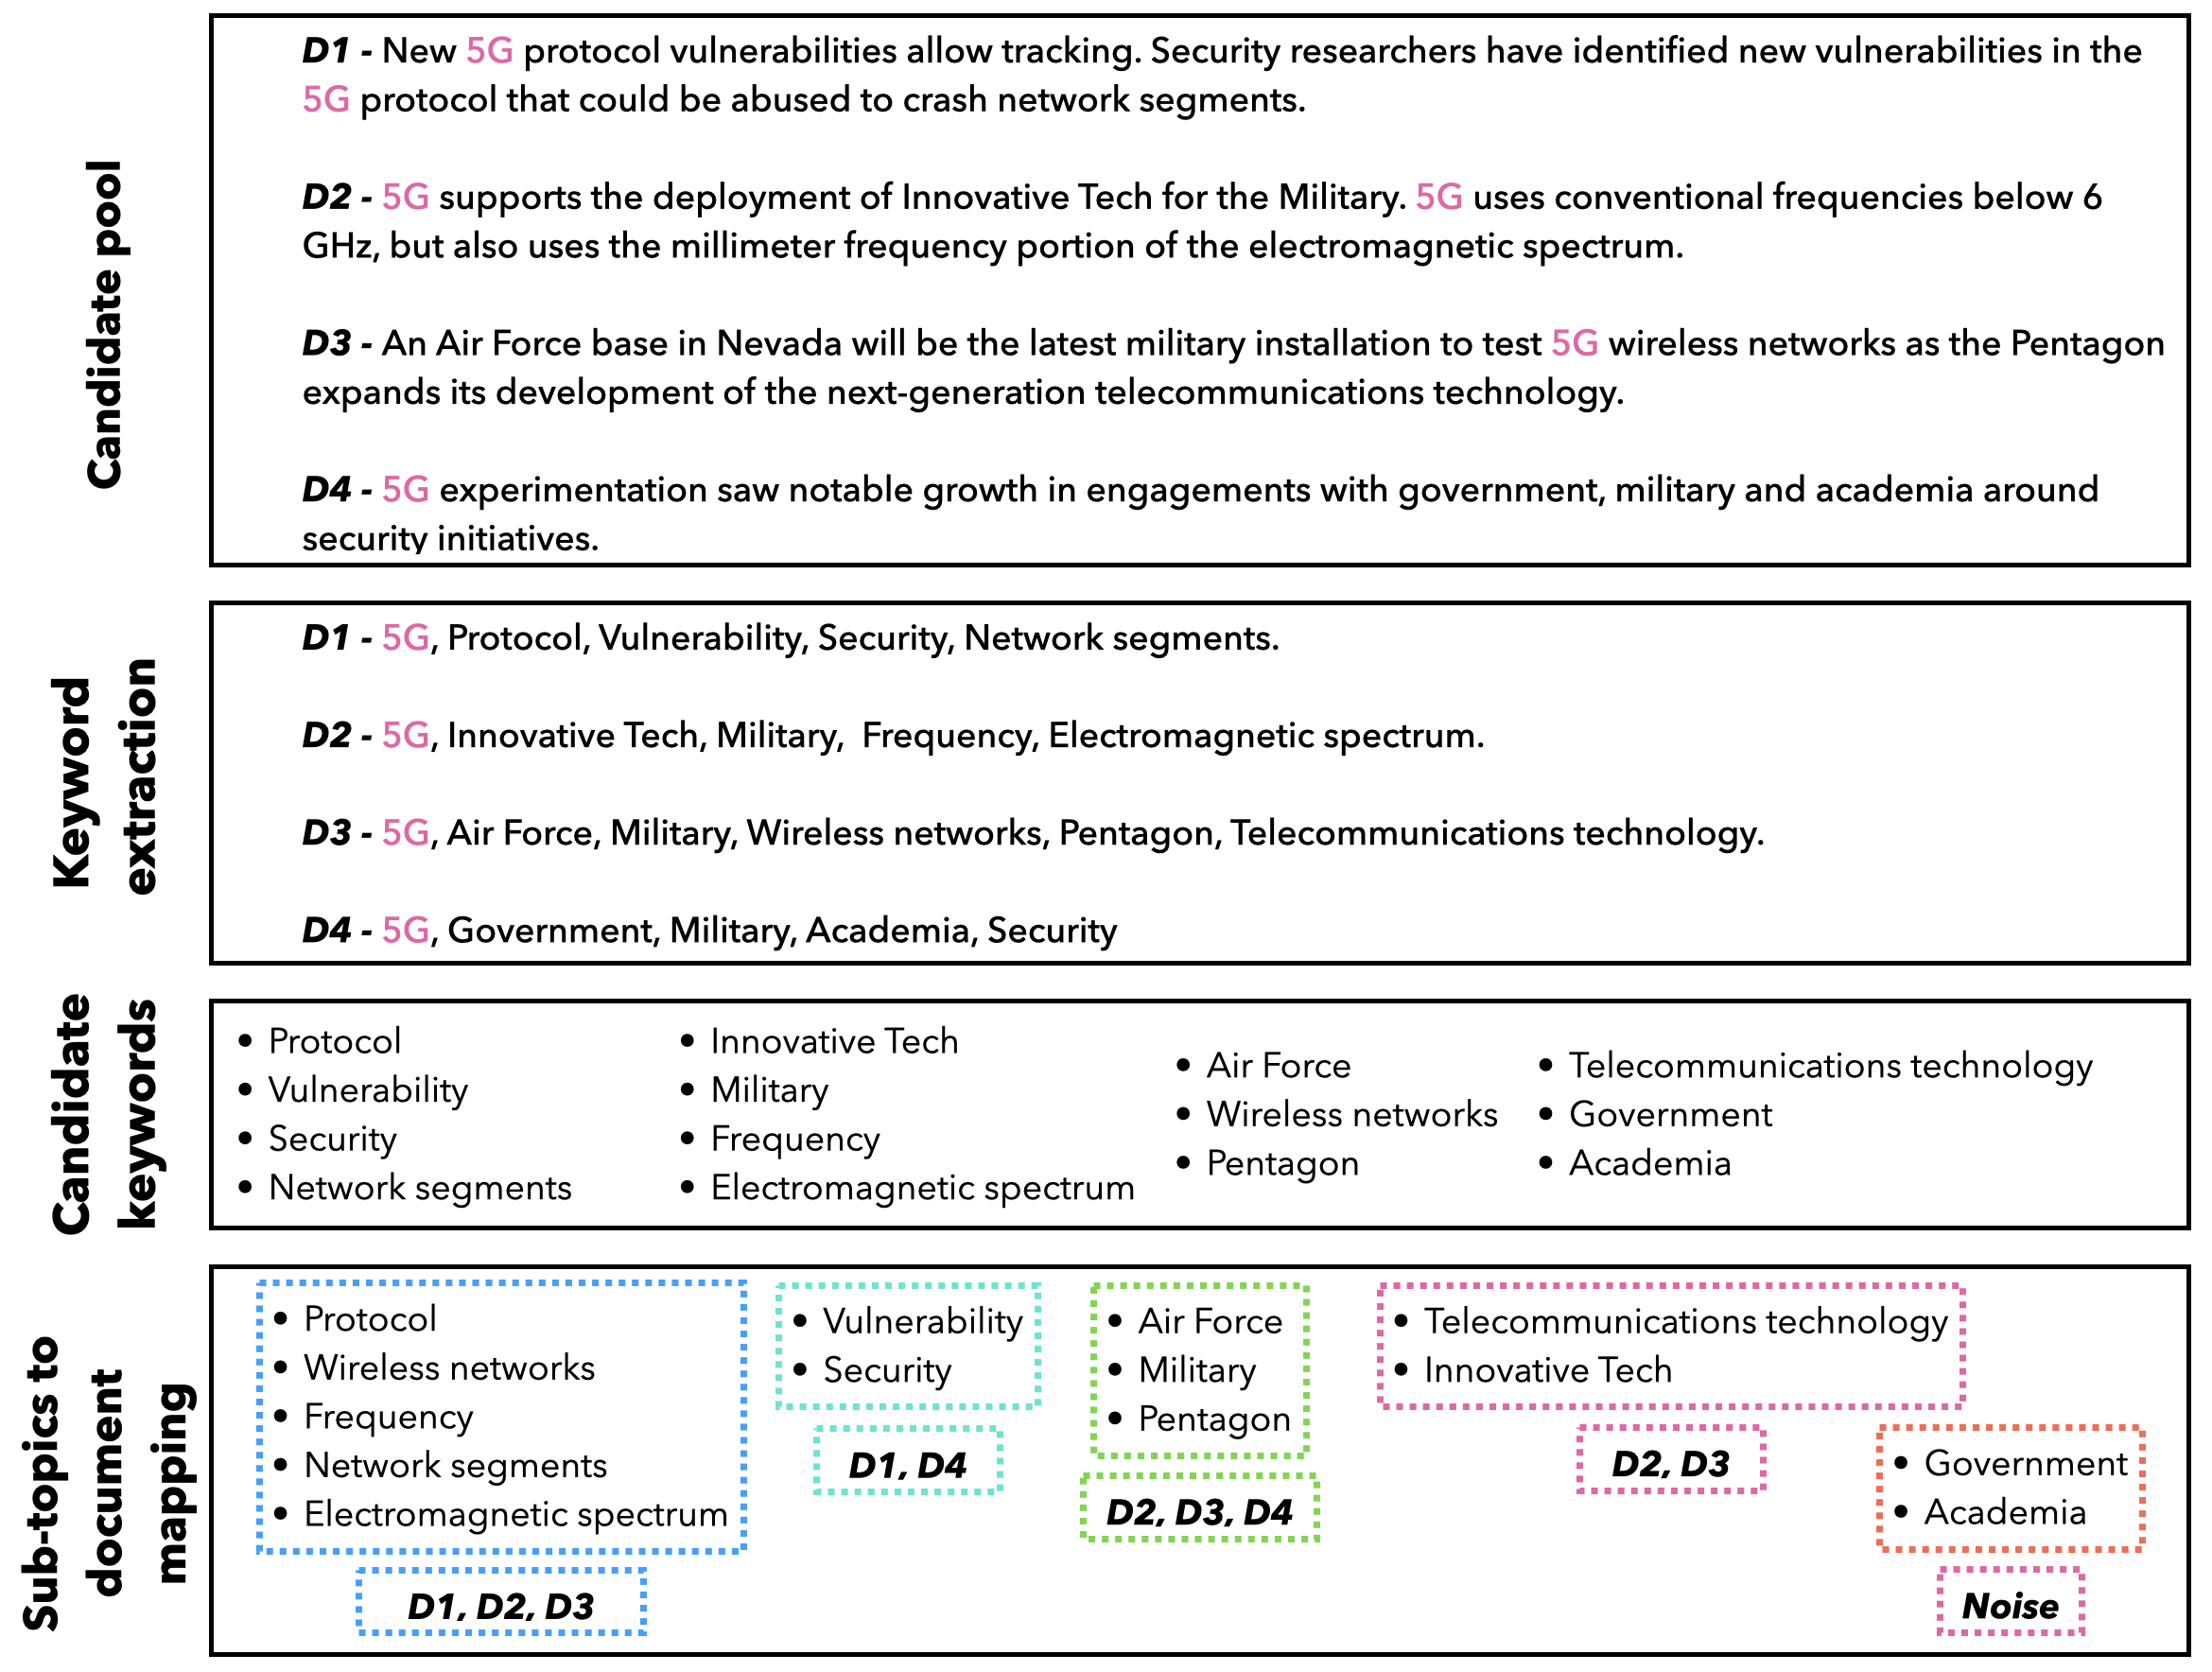 Candidate pool
D1 - New 5G protocol vulnerabilities allow tracking. Security researchers have identified new vulnerabilities in the
5G protocol that could be abused to crash network segments.
D2 - 5G supports the deployment of Innovative Tech for the Military. 5G uses conventional frequencies below 6
GHz, but also uses the millimeter frequency portion of the electromagnetic spectrum.
D3 - An Air Force base in Nevada will be the latest military installation to test 5G wireless networks as the Pentagon
expands its development of the next-generation telecommunications technology.
D4 - 5G experimentation saw notable growth in engagements with government, military and academia around
security initiatives.
Keyword
extraction
D1 - 5G, Protocol, Vulnerability, Security, Network segments.
D2 - 5G, Innovative Tech, Military, Frequency, Electromagnetic spectrum.
D3 - 5G, Air Force, Military, Wireless networks, Pentagon, Telecommunications technology.
D4 - 5G, Government, Military, Academia, Security
Candidate
keywords
• Protocol
• Vulnerability
• Security
• Network segments
• Innovative Tech
• Military
• Frequency
• Electromagnetic spectrum
• Air Force
• Wireless networks
• Pentagon
• Telecommunications technology
• Government
• Academia
Sub-topics to
document
mapping
• Protocol
• Wireless networks
• Frequency
• Network segments
• Electromagnetic spectrum
D1, D2, D3
• Vulnerability
• Security
D1, D4
• Air Force
• Military
• Pentagon
D2, D3, D4
• Telecommunications technology
• Innovative Tech
D2, D3
• Government
• Academia
Noise